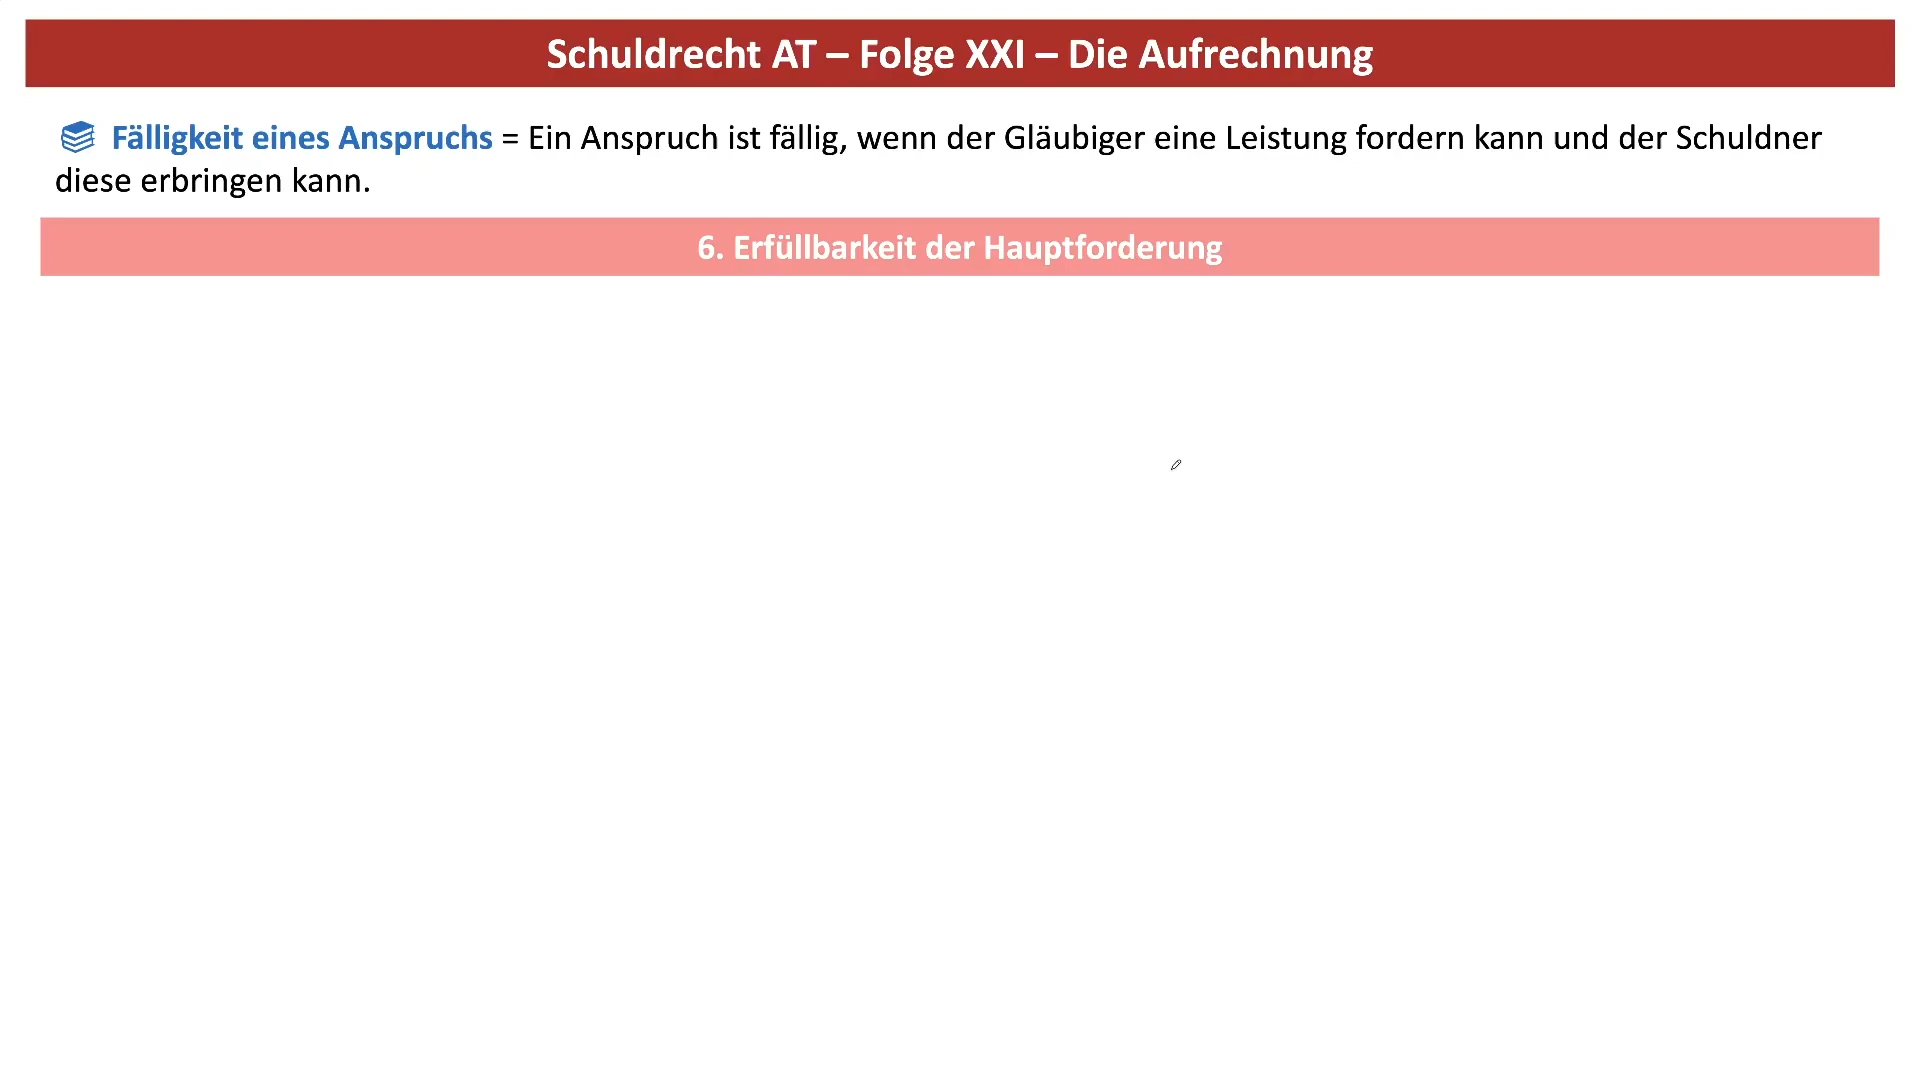 Schuldrecht AT – Folge XXI – Die Aufrechnung
Fälligkeit eines Anspruchs = Ein Anspruch ist fällig, wenn der Gläubiger eine Leistung fordern kann und der Schuldner
diese erbringen kann.
6. Erfüllbarkeit der Hauptforderung